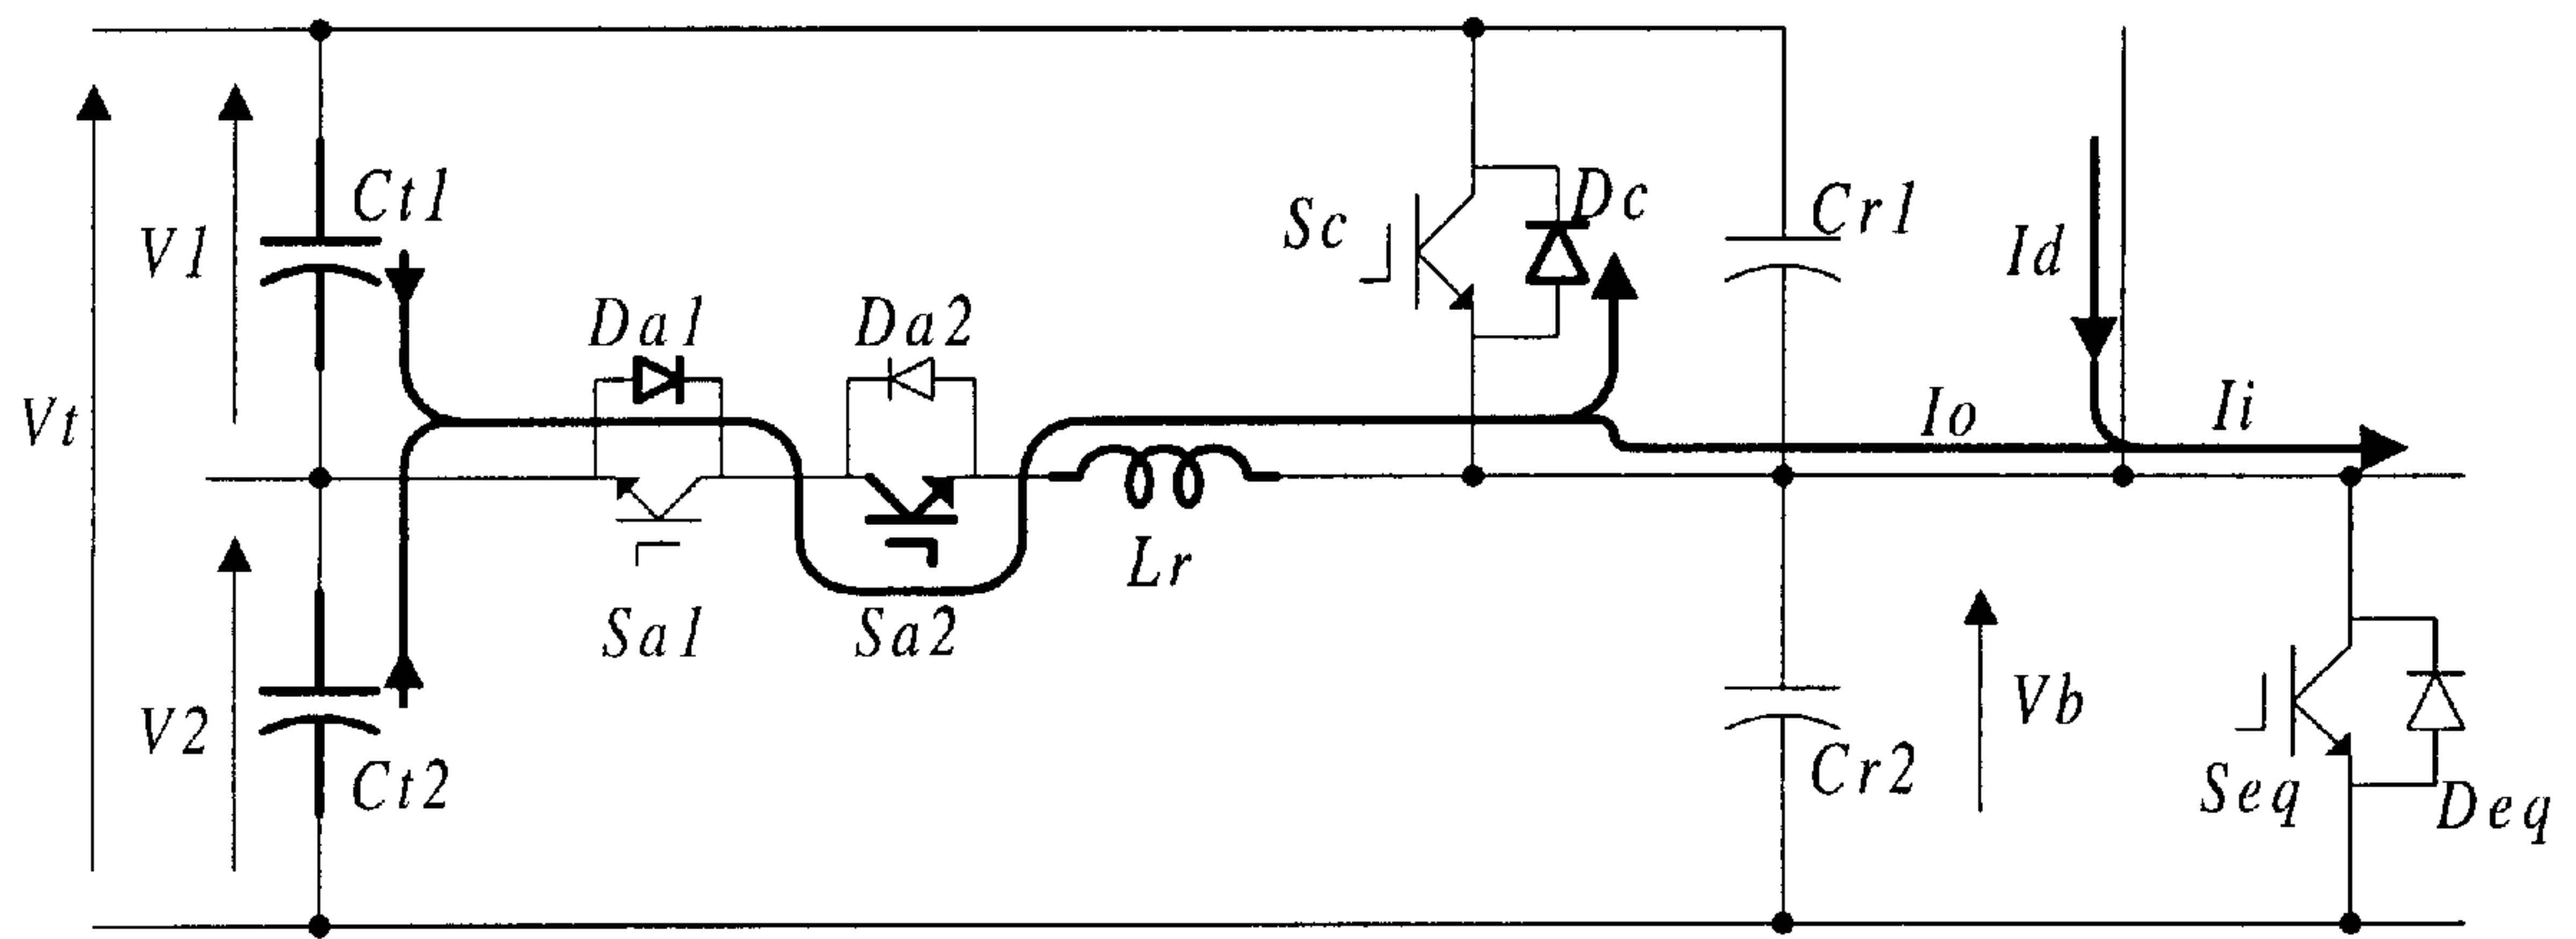 Ct1
Dc
Sc
Cr1
V1
Id
Da1
Da2
Vt
Io
Ii
Lr
Sa1
Sa2
V2
Vb
Ct2
Cr2
Seq
Deq